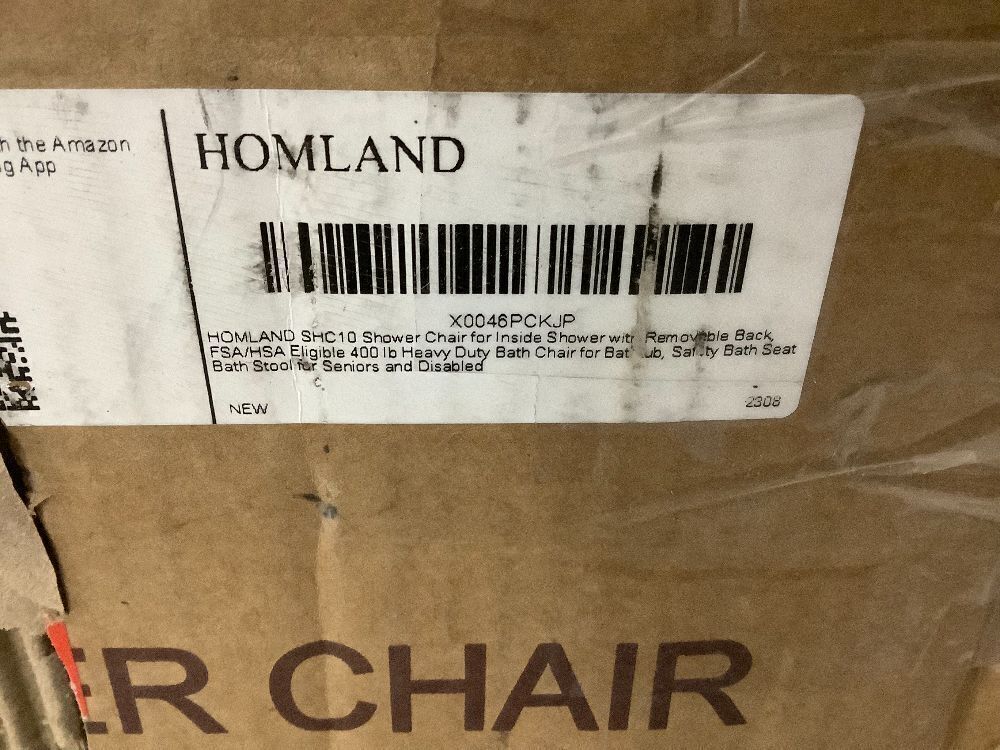 h the Amazon
g App
HOMLAND
X0046PCKJP
HOMLAND SHC10 Shower Chair for Inside Shower with Removable Back,
FSA/HSA Eligible 400 lb Heavy Duty Bath Chair for Bathtub, Safety Bath Seat
Bath Stool for Seniors and Disabled
NEW
2308
ER CHAIR